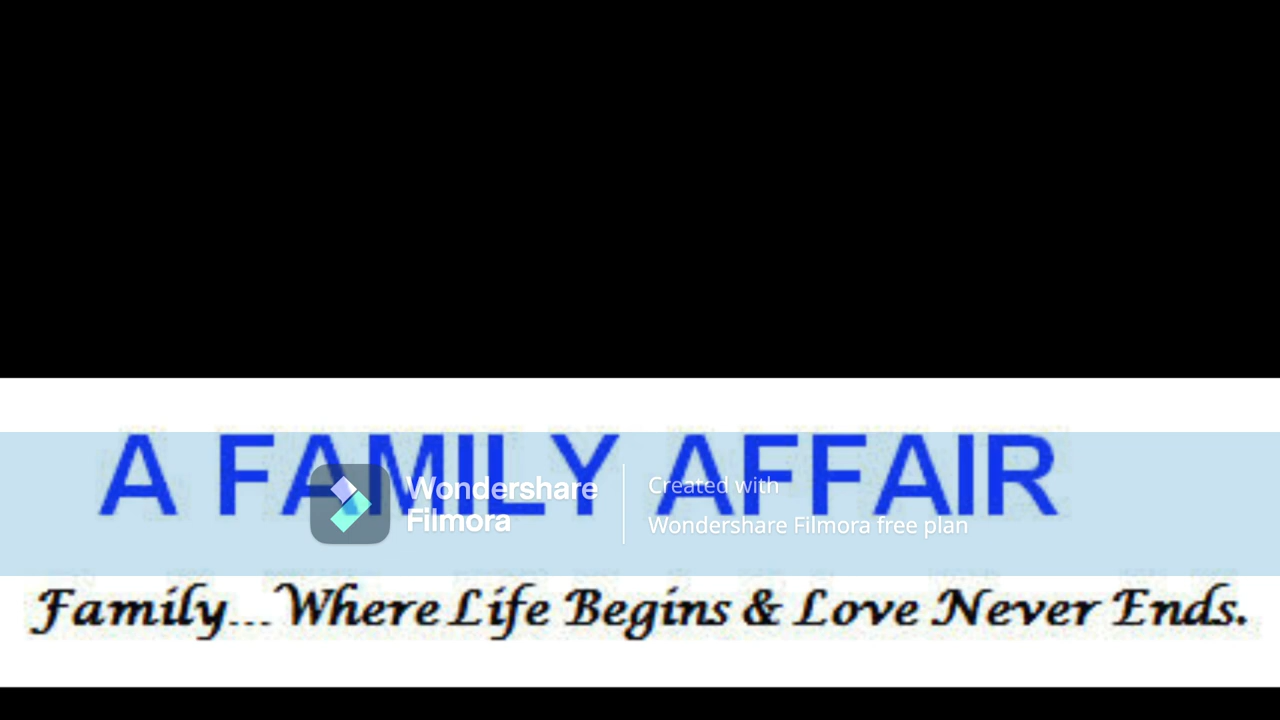 A FAMILY AFFAIR
Wondershare
Filmora
Created with
Wondershare Filmora free plan
Family... Where Life Begins & Love Never Ends.